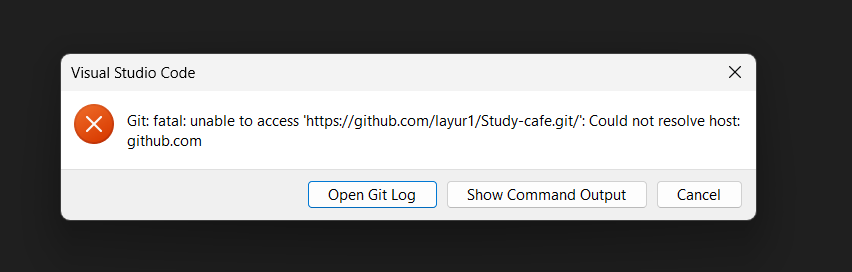 Visual Studio Code
Git: fatal: unable to access 'https://github.com/layur1/Study-cafe.git/': Could not resolve host:
github.com
Open Git Log
Show Command Output
Cancel